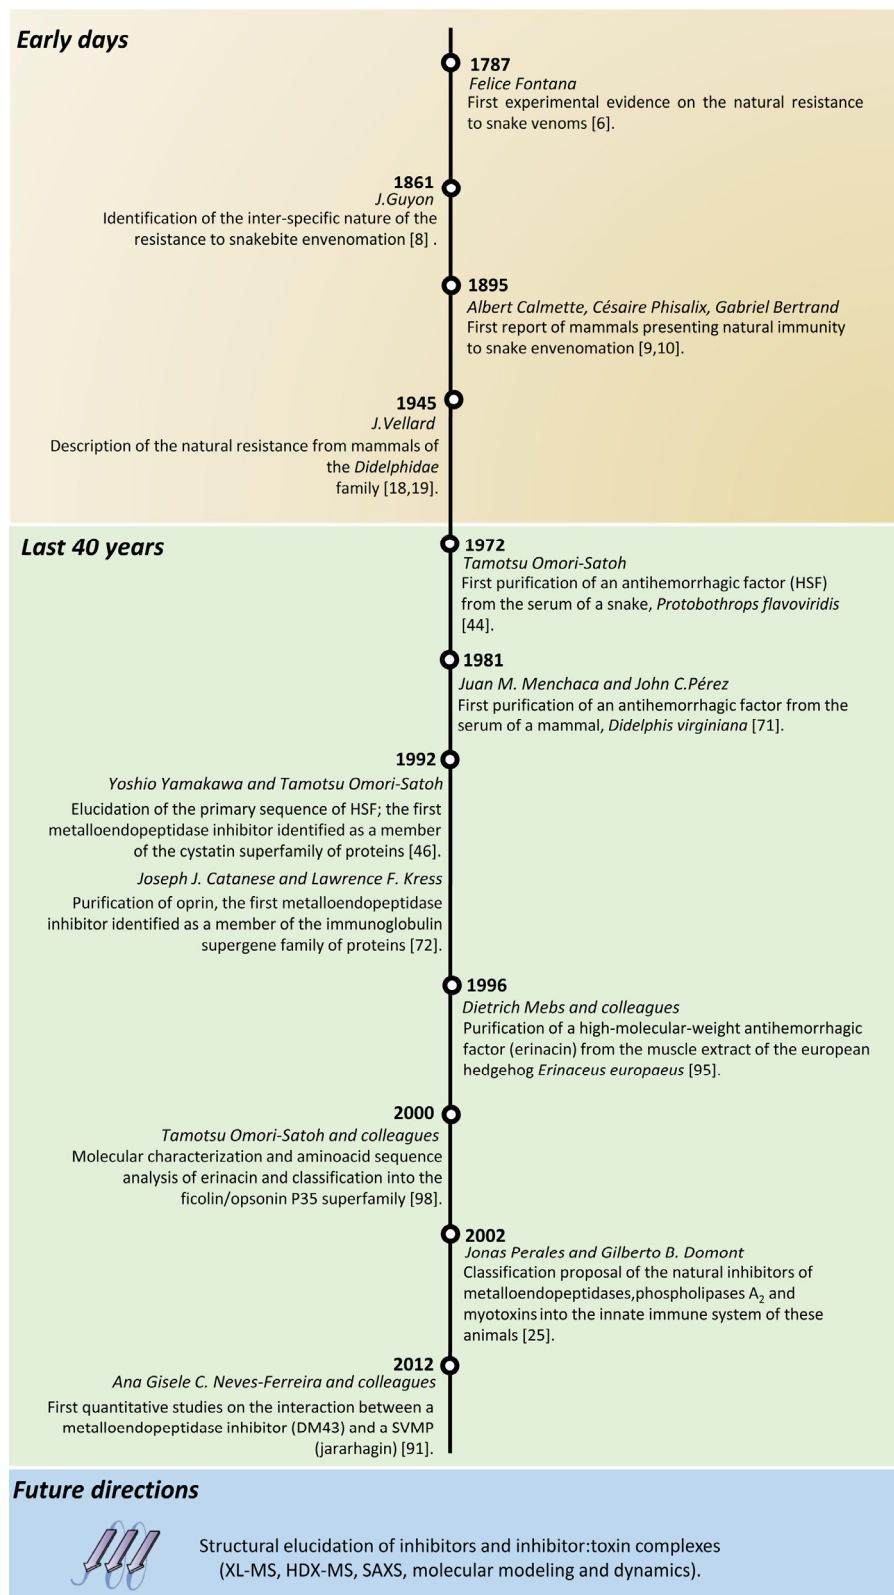 Early days
1787
Felice Fontana
First experimental evidence on the natural resistance
to snake venoms [6].
1861
J.Guyon
Identification of the inter-specific nature of the
resistance to snakebite envenomation [8] .
1895
Albert Calmette, Césaire Phisalix, Gabriel Bertrand
First report of mammals presenting natural immunity
to snake envenomation [9,10].
1945
J.Vellard
Description of the natural resistance from mammals of
the Didelphidae
family [18,19].
Last 40 years
1972
Tamotsu Omori-Satoh
First purification of an antihemorrhagic factor (HSF)
from the serum of a snake, Protobothrops flavoviridis
[44].
1981
Juan M. Menchaca and John C.Pérez
First purification of an antihemorrhagic factor from the
serum of a mammal, Didelphis virginiana [71].
1992
Yoshio Yamakawa and Tamotsu Omori-Satoh
Elucidation of the primary sequence of HSF; the first
metalloendopeptidase inhibitor identified as a member
of the cystatin superfamily of proteins [46].
Joseph J. Catanese and Lawrence F. Kress
Purification of oprin, the first metalloendopeptidase
inhibitor identified as a member of the immunoglobulin
supergene family of proteins [72].
1996
Dietrich Mebs and colleagues
Purification of a high-molecular-weight antihemorrhagic
factor (erinacin) from the muscle extract of the european
hedgehog Erinaceus europaeus [95].
2000
Tamotsu Omori-Satoh and colleagues
Molecular characterization and aminoacid sequence
analysis of erinacin and classification into the
ficolin/opsonin P35 superfamily [98].
2002
Jonas Perales and Gilberto B. Domont
Classification proposal of the natural inhibitors of
metalloendopeptidases,phospholipases A₂ and
myotoxins into the innate immune system of these
animals [25].
2012
Ana Gisele C. Neves-Ferreira and colleagues
First quantitative studies on the interaction between a
metalloendopeptidase inhibitor (DM43) and a SVMP
(jararhagin) [91].
Future directions
Structural elucidation of inhibitors and inhibitor:toxin complexes
(XL-MS, HDX-MS, SAXS, molecular modeling and dynamics).